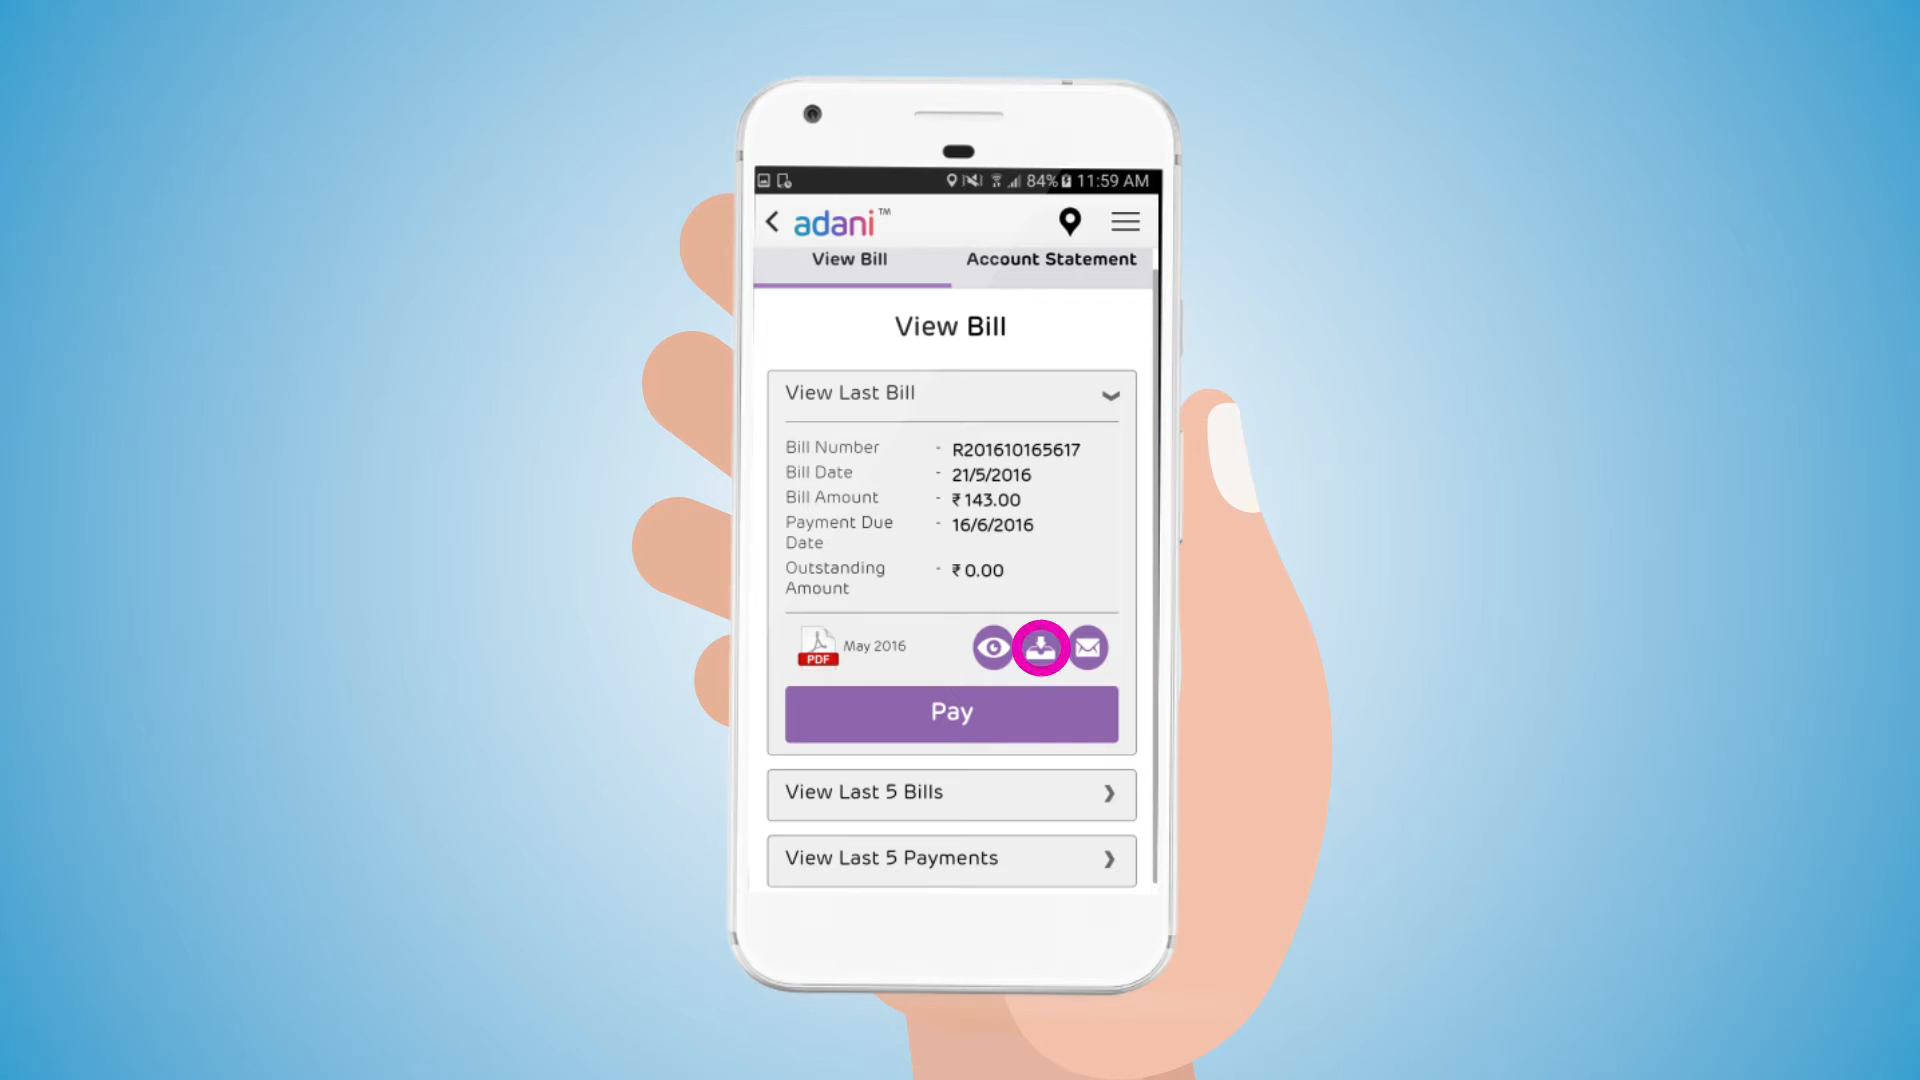 84% 11:59 AM
adani™
View Bill Account Statement
View Bill
View Last Bill
Bill Number - R201610165617
Bill Date - 21/5/2016
Bill Amount - ₹ 143.00
Payment Due - 16/6/2016
Date
Outstanding - ₹ 0.00
Amount
PDF May 2016
Pay
View Last 5 Bills
View Last 5 Payments